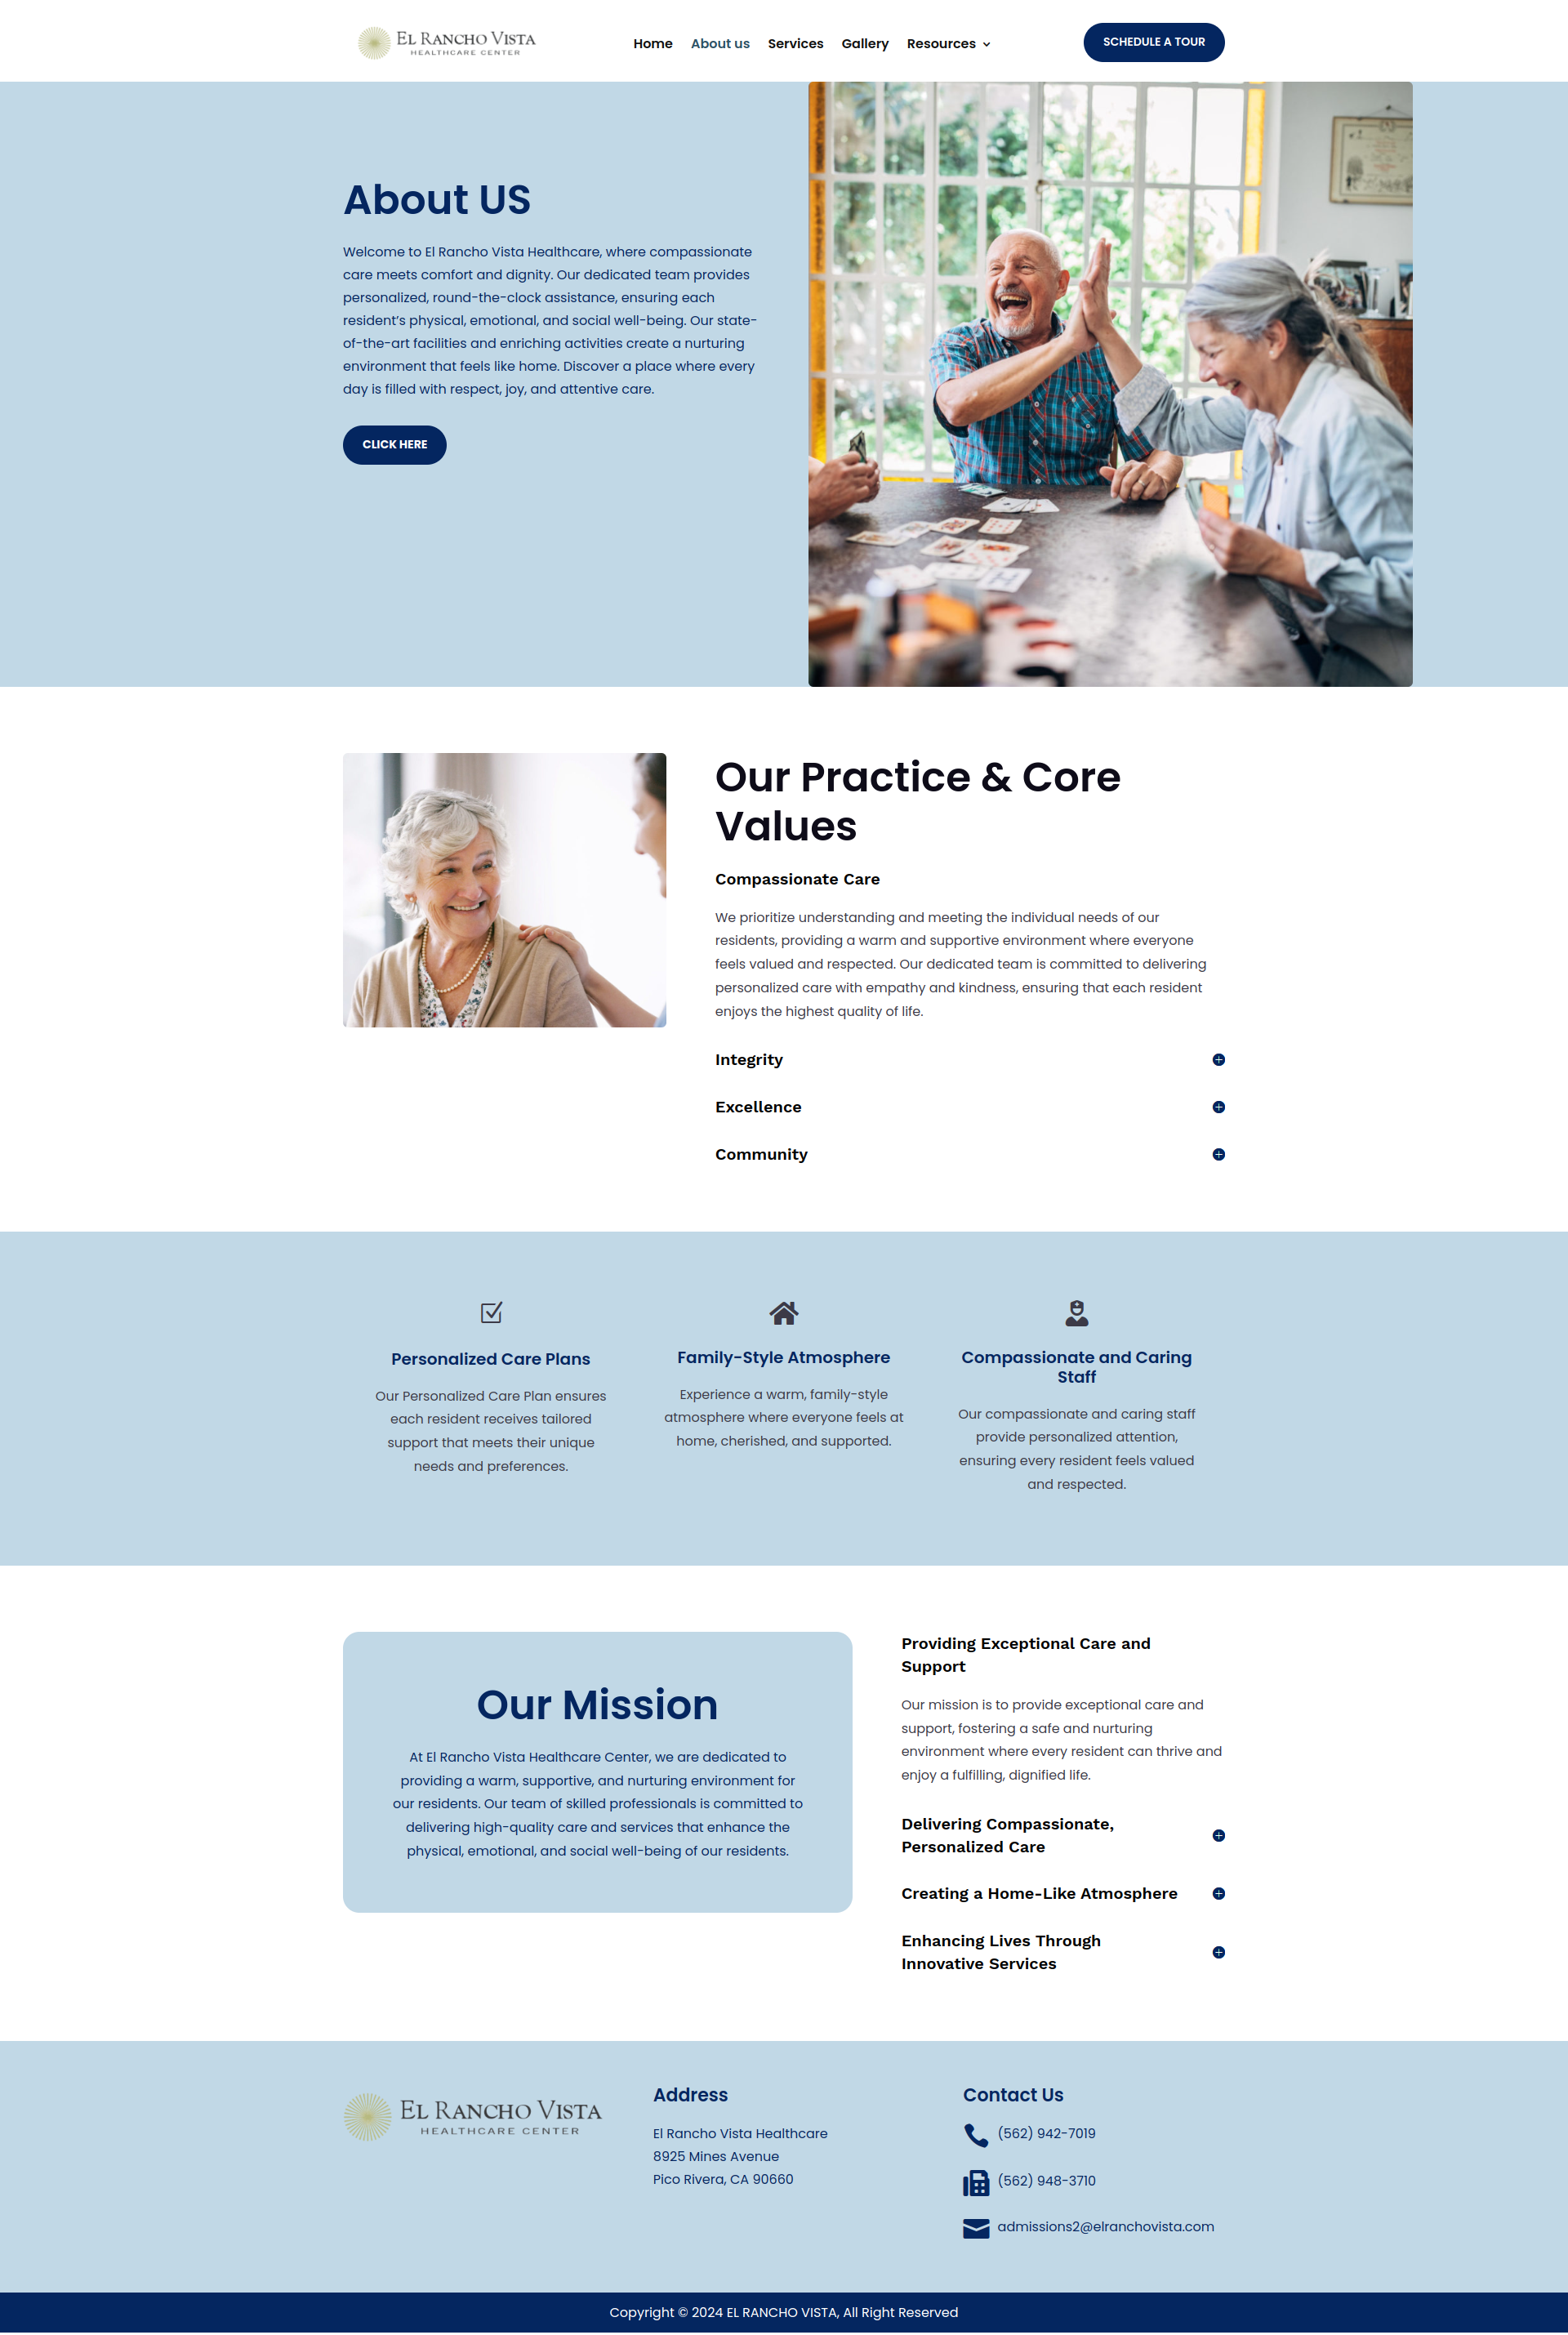 EL RANCHO VISTA
HEALTHCARE CENTER
Home About us Services Gallery Resources
SCHEDULE A TOUR
About US
Welcome to El Rancho Vista Healthcare, where compassionate
care meets comfort and dignity. Our dedicated team provides
personalized, round-the-clock assistance, ensuring each
resident’s physical, emotional, and social well-being. Our state-
of-the-art facilities and enriching activities create a nurturing
environment that feels like home. Discover a place where every
day is filled with respect, joy, and attentive care.
CLICK HERE
Our Practice & Core
Values
Compassionate Care
We prioritize understanding and meeting the individual needs of our
residents, providing a warm and supportive environment where everyone
feels valued and respected. Our dedicated team is committed to delivering
personalized care with empathy and kindness, ensuring that each resident
enjoys the highest quality of life.
Integrity
Excellence
Community
Personalized Care Plans
Our Personalized Care Plan ensures
each resident receives tailored
support that meets their unique
needs and preferences.
Family-Style Atmosphere
Experience a warm, family-style
atmosphere where everyone feels at
home, cherished, and supported.
Compassionate and Caring
Staff
Our compassionate and caring staff
provide personalized attention,
ensuring every resident feels valued
and respected.
Our Mission
At El Rancho Vista Healthcare Center, we are dedicated to
providing a warm, supportive, and nurturing environment for
our residents. Our team of skilled professionals is committed to
delivering high-quality care and services that enhance the
physical, emotional, and social well-being of our residents.
Providing Exceptional Care and
Support
Our mission is to provide exceptional care and
support, fostering a safe and nurturing
environment where every resident can thrive and
enjoy a fulfilling, dignified life.
Delivering Compassionate,
Personalized Care
Creating a Home-Like Atmosphere
Enhancing Lives Through
Innovative Services
EL RANCHO VISTA
HEALTHCARE CENTER
Address
El Rancho Vista Healthcare
8925 Mines Avenue
Pico Rivera, CA 90660
Contact Us
(562) 942-7019
(562) 948-3710
admissions2@elranchovista.com
Copyright © 2024 EL RANCHO VISTA, All Right Reserved